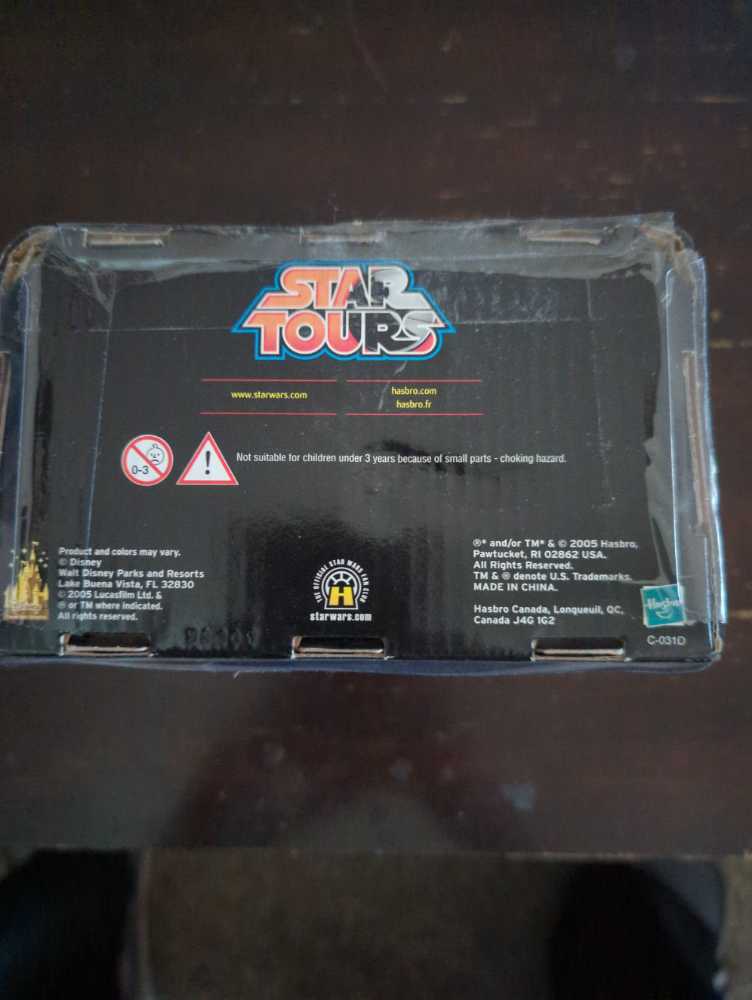 STAR
TOURS
www.starwars.com
hasbro.com
hasbro.fr
0-3
!
Not suitable for children under 3 years because of small parts - choking hazard.
Product and colors may vary.
© Disney
Walt Disney Parks and Resorts
Lake Buena Vista, FL 32830
© 2005 Lucasfilm Ltd. &
® or TM where indicated.
All rights reserved.
THE OFFICIAL STAR WARS FAN CLUB
H
starwars.com
®* and/or TM* & © 2005 Hasbro,
Pawtucket, RI 02862 USA.
All Rights Reserved.
TM & ® denote U.S. Trademarks.
MADE IN CHINA.
Hasbro Canada, Longueuil, QC,
Canada J4G 1G2
Hasbro
C-031D